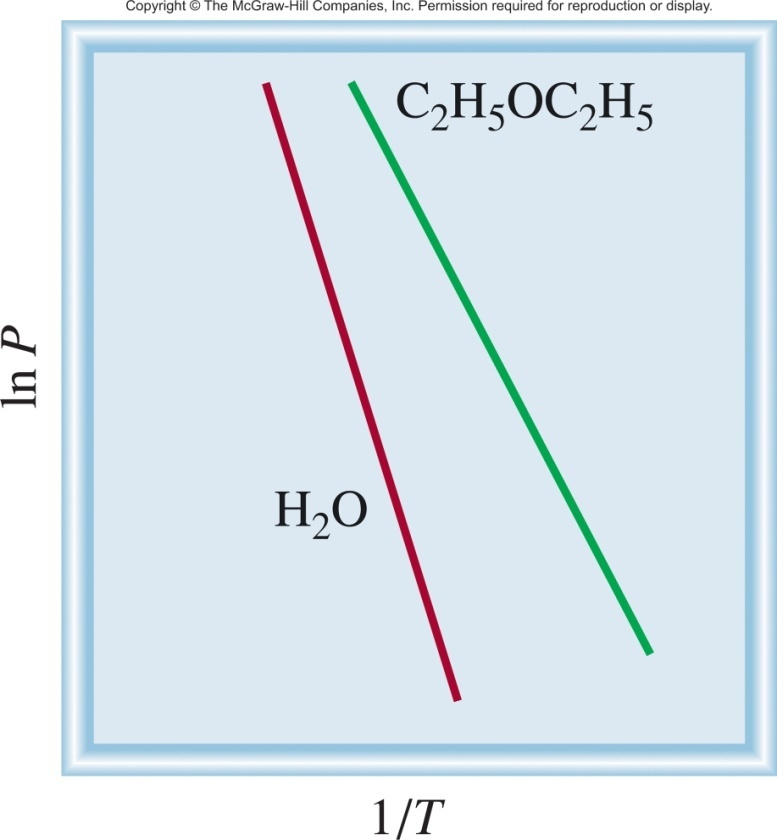 Copyright © The McGraw-Hill Companies, Inc. Permission required for reproduction or display.
C₂H₅OC₂H₅
ln P
H₂O
1/T